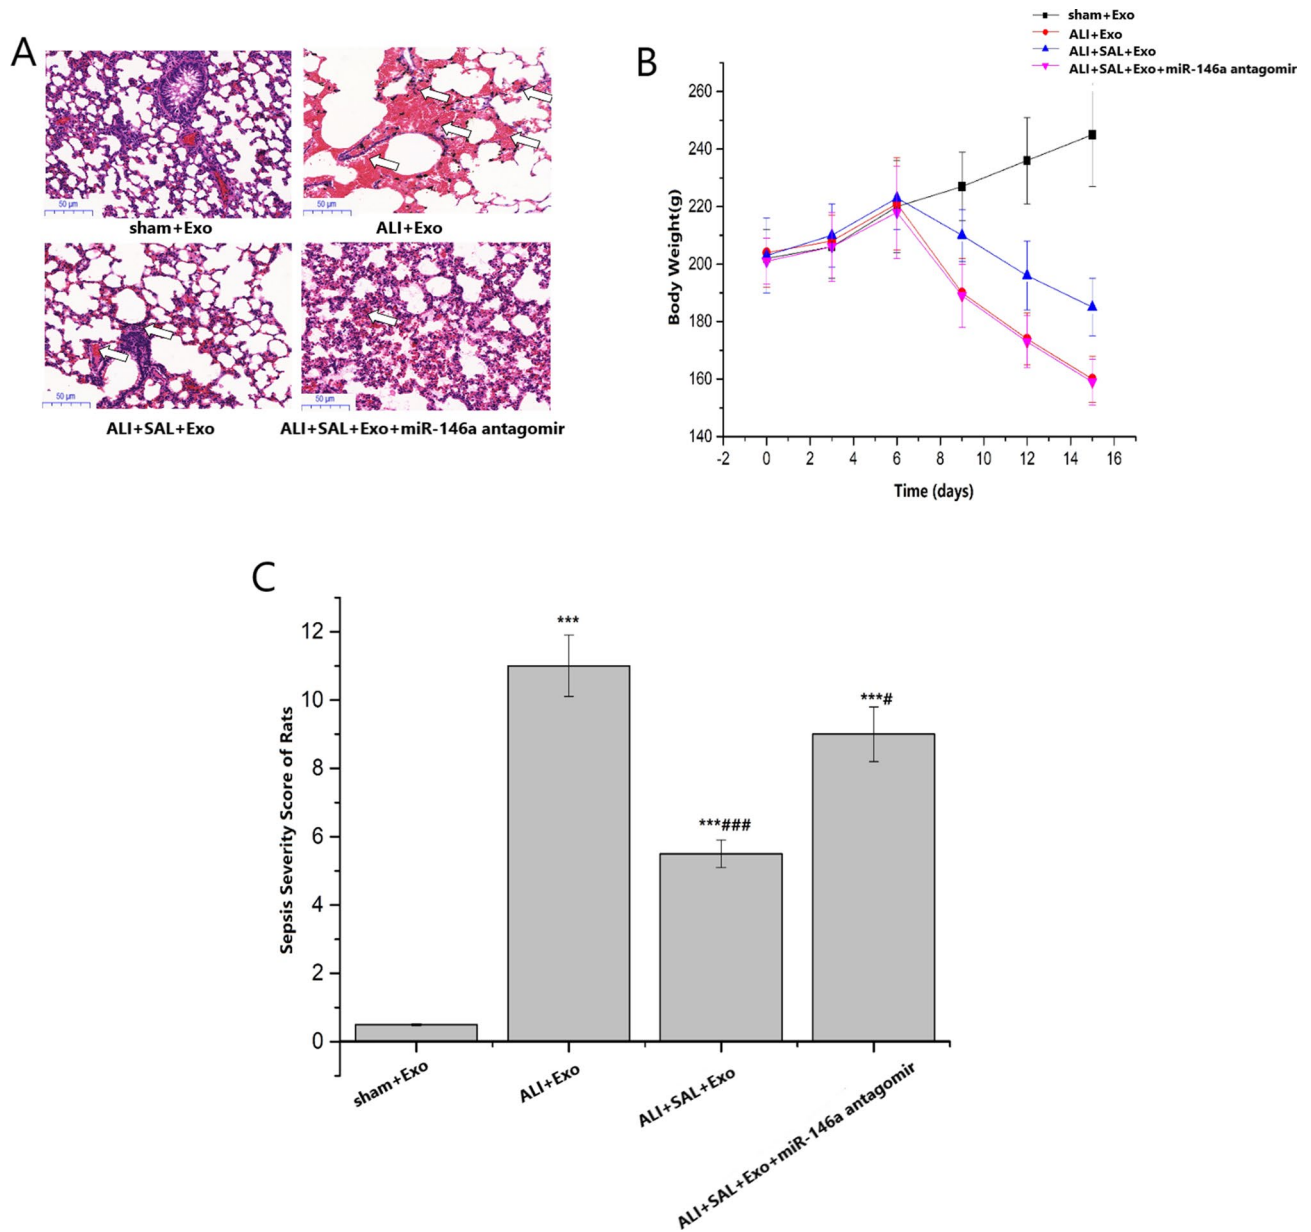 A
50 µm
sham+Exo
50 µm
ALI+Exo
50 µm
ALI+SAL+Exo
50 µm
ALI+SAL+Exo+miR-146a antagomir
B
sham+Exo
ALI+Exo
ALI+SAL+Exo
ALI+SAL+Exo+miR-146a antagomir
Body Weight(g)
260
240
220
200
180
160
140
-2 0 2 4 6 8 10 12 14 16
Time (days)
C
Sepsis Severity Score of Rats
12
10
8
6
4
2
0
***
***###
***#
sham+Exo
ALI+Exo
ALI+SAL+Exo
ALI+SAL+Exo+miR-146a antagomir